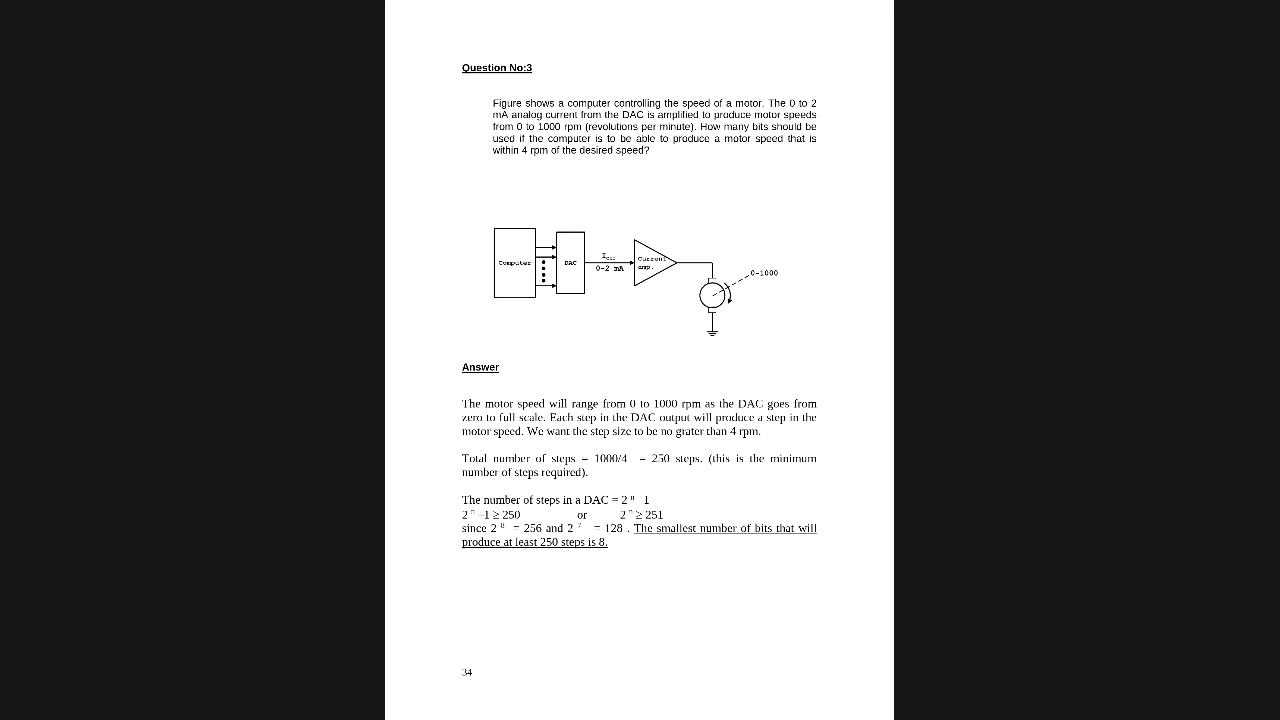 Question No:3
Figure shows a computer controlling the speed of a motor. The 0 to 2
mA analog current from the DAC is amplified to produce motor speeds
from 0 to 1000 rpm (revolutions per minute). How many bits should be
used if the computer is to be able to produce a motor speed that is
within 4 rpm of the desired speed?
Computer
DAC
0-2 mA
Current
amp.
0-1000
Answer
The motor speed will range from 0 to 1000 rpm as the DAC goes from
zero to full scale. Each step in the DAC output will produce a step in the
motor speed. We want the step size to be no grater than 4 rpm.
Total number of steps = 1000/4 = 250 steps. (this is the minimum
number of steps required).
The number of steps in a DAC = 2 ⁿ 1
2 ⁿ –1 ≥ 250 or 2 ⁿ ≥ 251
since 2 ⁸ = 256 and 2 ⁷ = 128 . The smallest number of bits that will
produce at least 250 steps is 8.
34